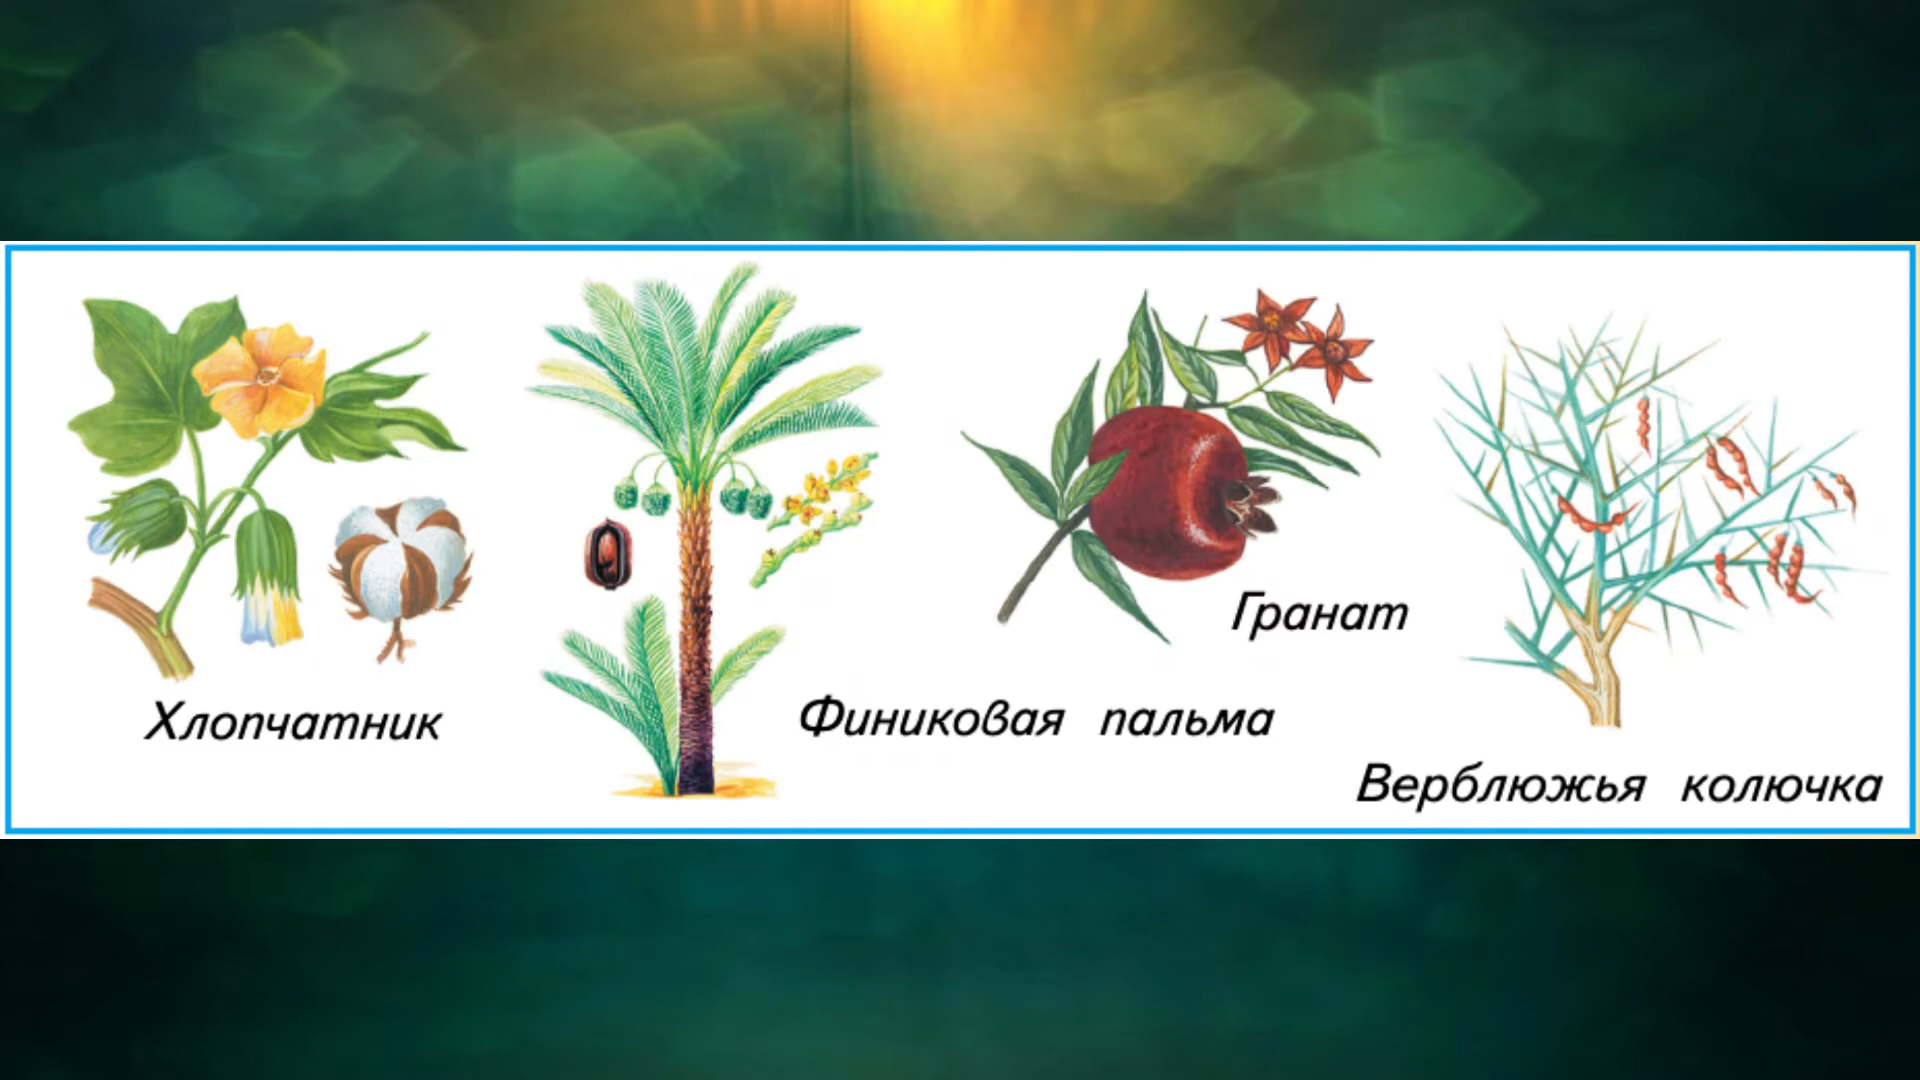 Хлопчатник
Финиковая пальма
Гранат
Верблюжья колючка